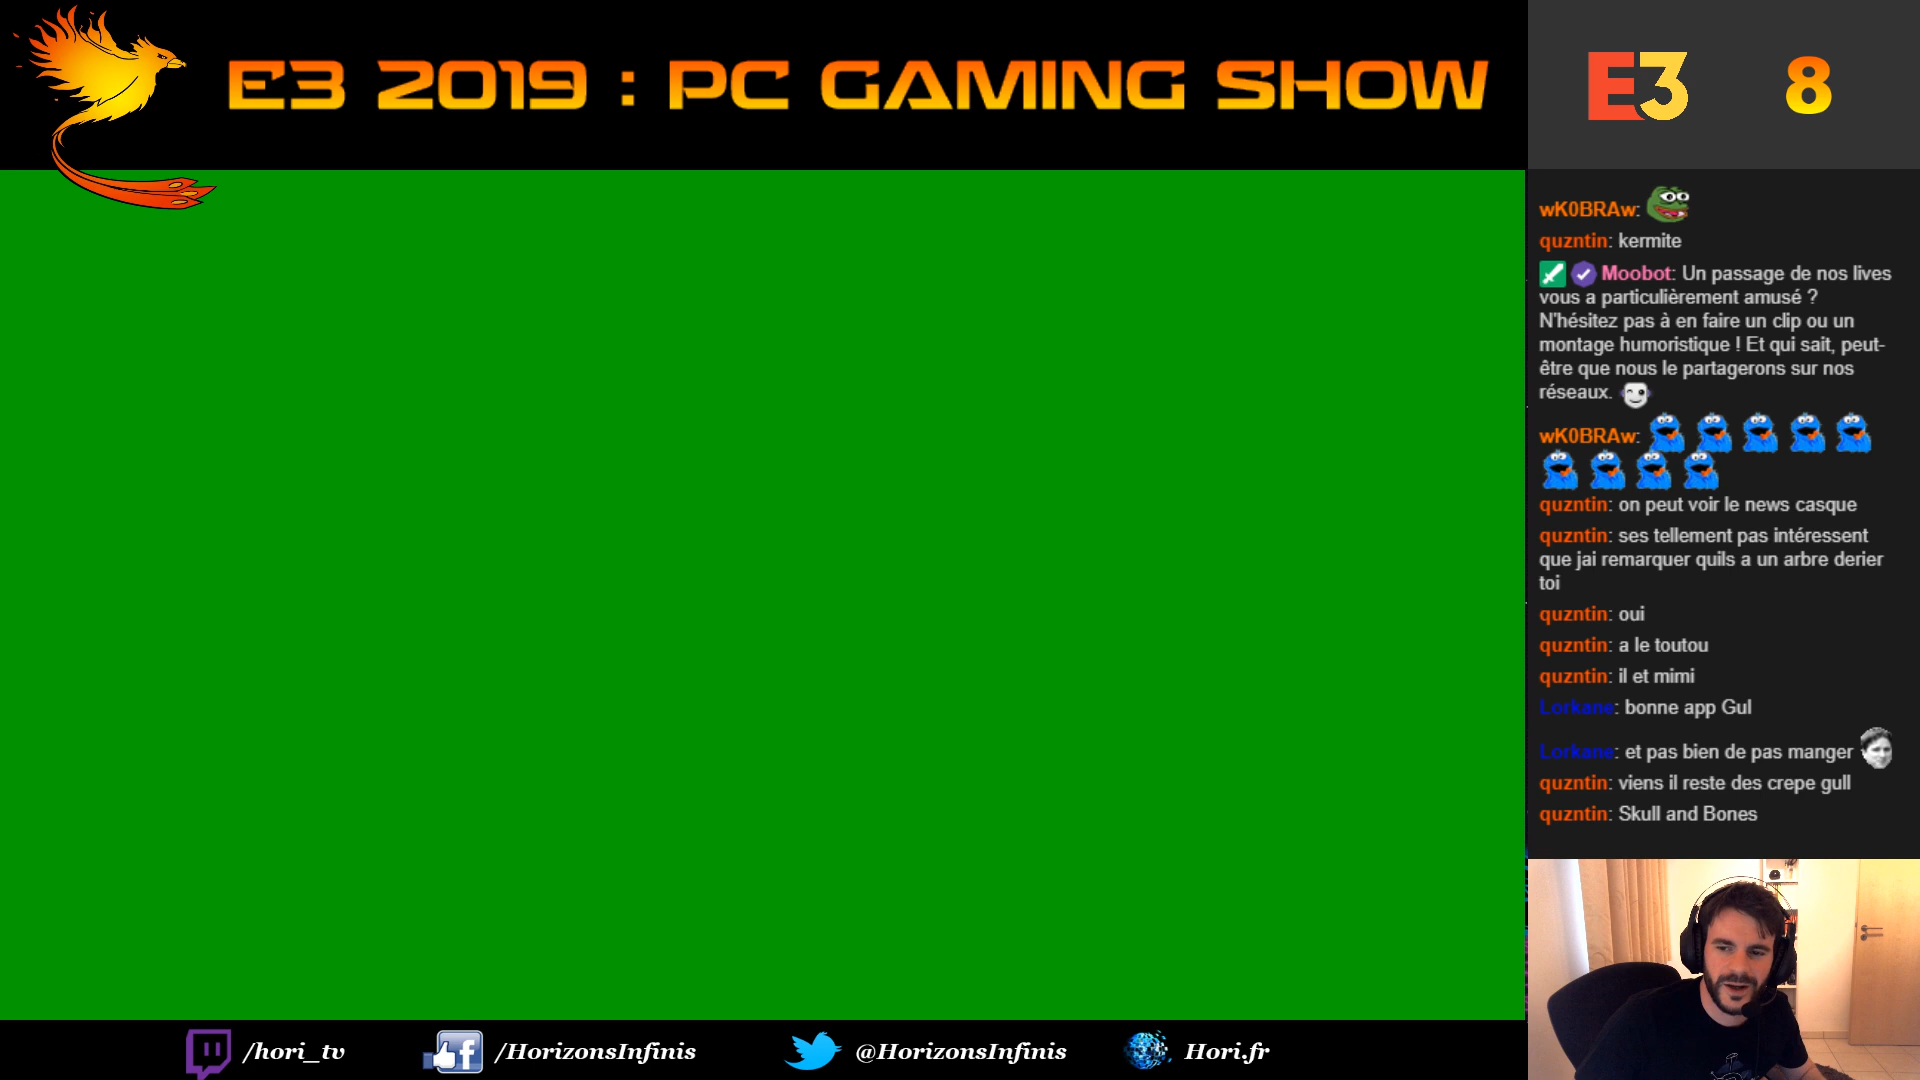 E3 2019 : PC GAMING SHOW
E3
8
wK0BRAw:
quzntin: kermite
Moobot: Un passage de nos lives
vous a particulièrement amusé ?
N'hésitez pas à en faire un clip ou un
montage humoristique ! Et qui sait, peut-
être que nous le partagerons sur nos
réseaux.
wK0BRAw:
quzntin: on peut voir le news casque
quzntin: ses tellement pas intéressent
que jai remarquer quils a un arbre derier
toi
quzntin: oui
quzntin: a le toutou
quzntin: il et mimi
Lorkane: bonne app Gul
Lorkane: et pas bien de pas manger
quzntin: viens il reste des crepe gull
quzntin: Skull and Bones
/hori_tv
/HorizonsInfinis
@HorizonsInfinis
Hori.fr